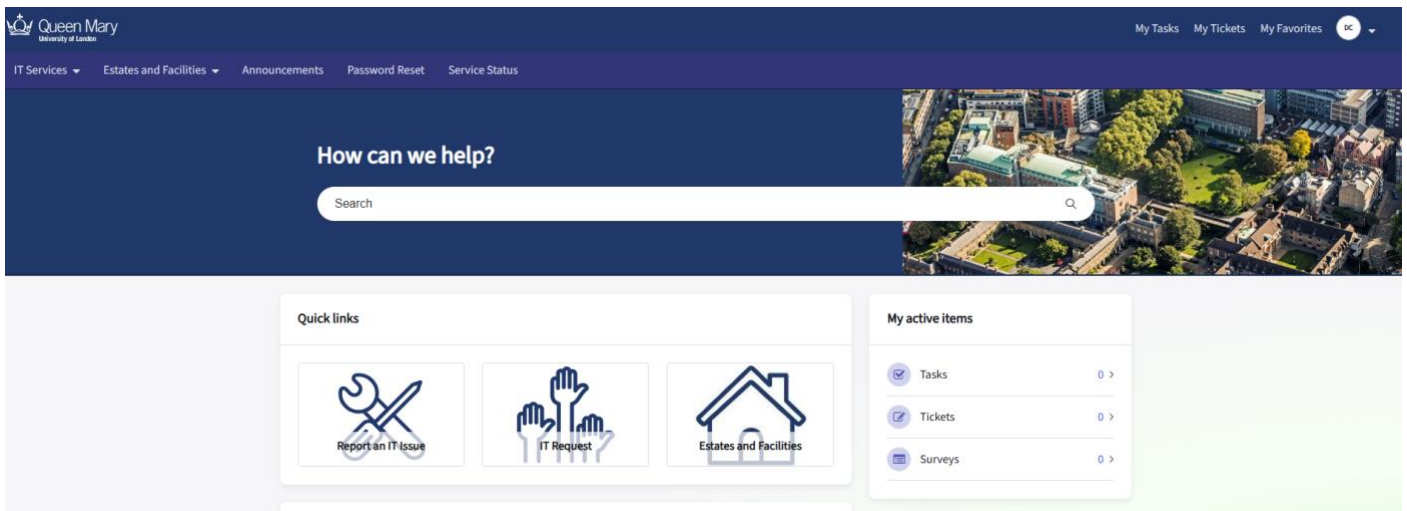 Queen Mary
University of London
My Tasks My Tickets My Favorites DC
IT Services Estates and Facilities Announcements Password Reset Service Status
How can we help?
Search
Quick links
Report an IT Issue IT Request Estates and Facilities
My active items
Tasks 0
Tickets 0
Surveys 0